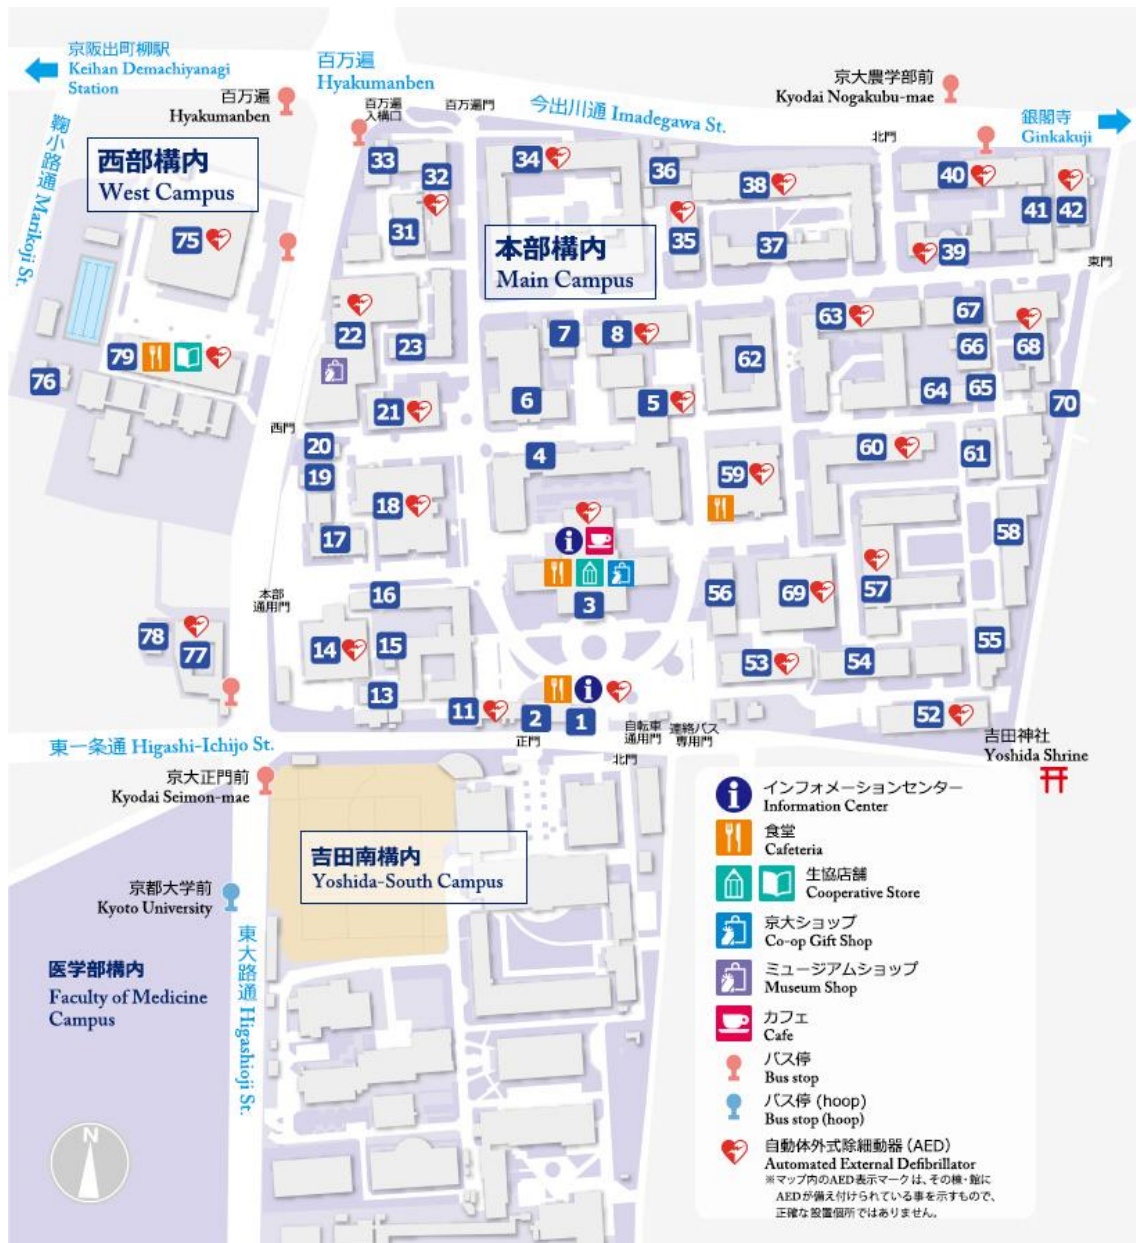 京阪出町柳駅
Keihan Demachiyanagi
Station
百万遍
Hyakumanben
百万遍
Hyakumanben
百万遍
入構口
百万遍門
今出川通 Imadegawa St.
京大農学部前
Kyodai Nogakubu-mae
銀閣寺
Ginkakuji
北門
鞠小路通 Marikoji St.
西部構内
West Campus
本部構内
Main Campus
33
32
34
36
38
40
31
35
37
39
41
42
東門
75
22
23
7
8
62
63
67
66
68
79
76
21
6
5
64
65
70
西門
20
19
18
17
4
59
60
61
58
本部
通用門
16
3
56
69
57
78
77
14
15
13
53
54
55
11
2
1
52
正門
自転車
通用門
連絡バス
専用門
北門
吉田神社
Yoshida Shrine
東一条通 Higashi-Ichijo St.
京大正門前
Kyodai Seimon-mae
吉田南構内
Yoshida-South Campus
京都大学前
Kyoto University
東大路通 Higashioji St.
医学部構内
Faculty of Medicine
Campus
N
インフォメーションセンター
Information Center
食堂
Cafeteria
生協店舗
Cooperative Store
京大ショップ
Co-op Gift Shop
ミュージアムショップ
Museum Shop
カフェ
Cafe
バス停
Bus stop
バス停 (hoop)
Bus stop (hoop)
自動体外式除細動器 (AED)
Automated External Defibrillator
※マップ内のAED表示マークは、その棟・館に
AEDが備え付けられている事を示すもので、
正確な設置個所ではありません。